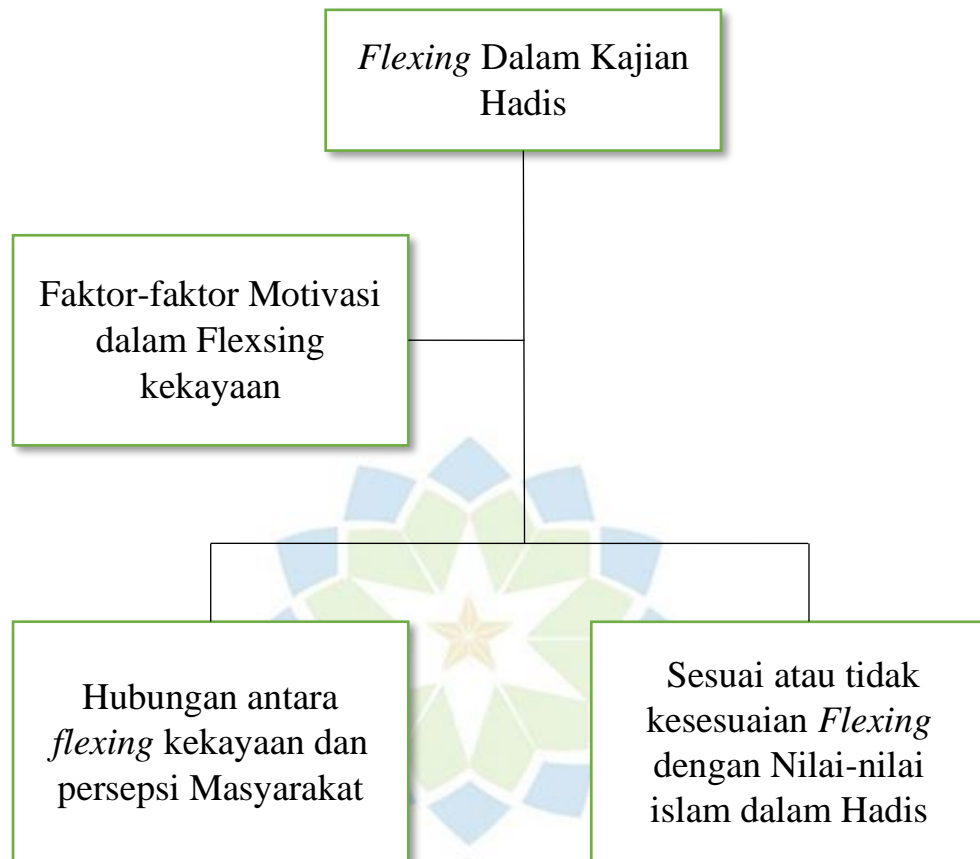 Flexing Dalam Kajian
Hadis
Faktor-faktor Motivasi
dalam Flexsing
kekayaan
Hubungan antara
flexing kekayaan dan
persepsi Masyarakat
Sesuai atau tidak
kesesuaian Flexing
dengan Nilai-nilai
islam dalam Hadis